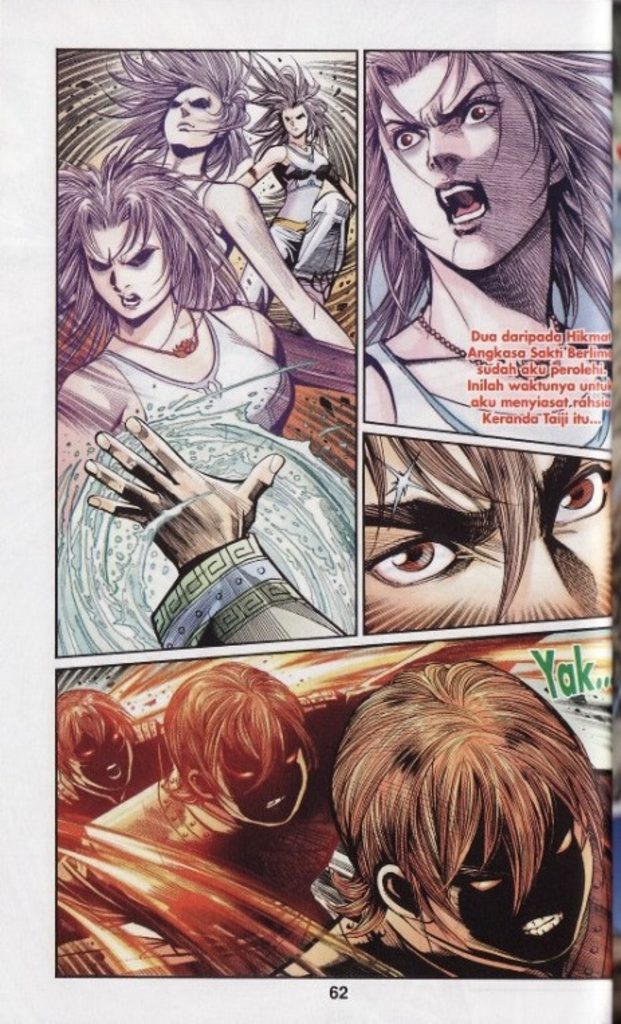 Dua daripada Hikmat
Angkasa Sakti Berlima
sudah aku perolehi.
Inilah waktunya untuk
aku menyiasat rahsia
Keranda Taiji itu...
Yak...
62